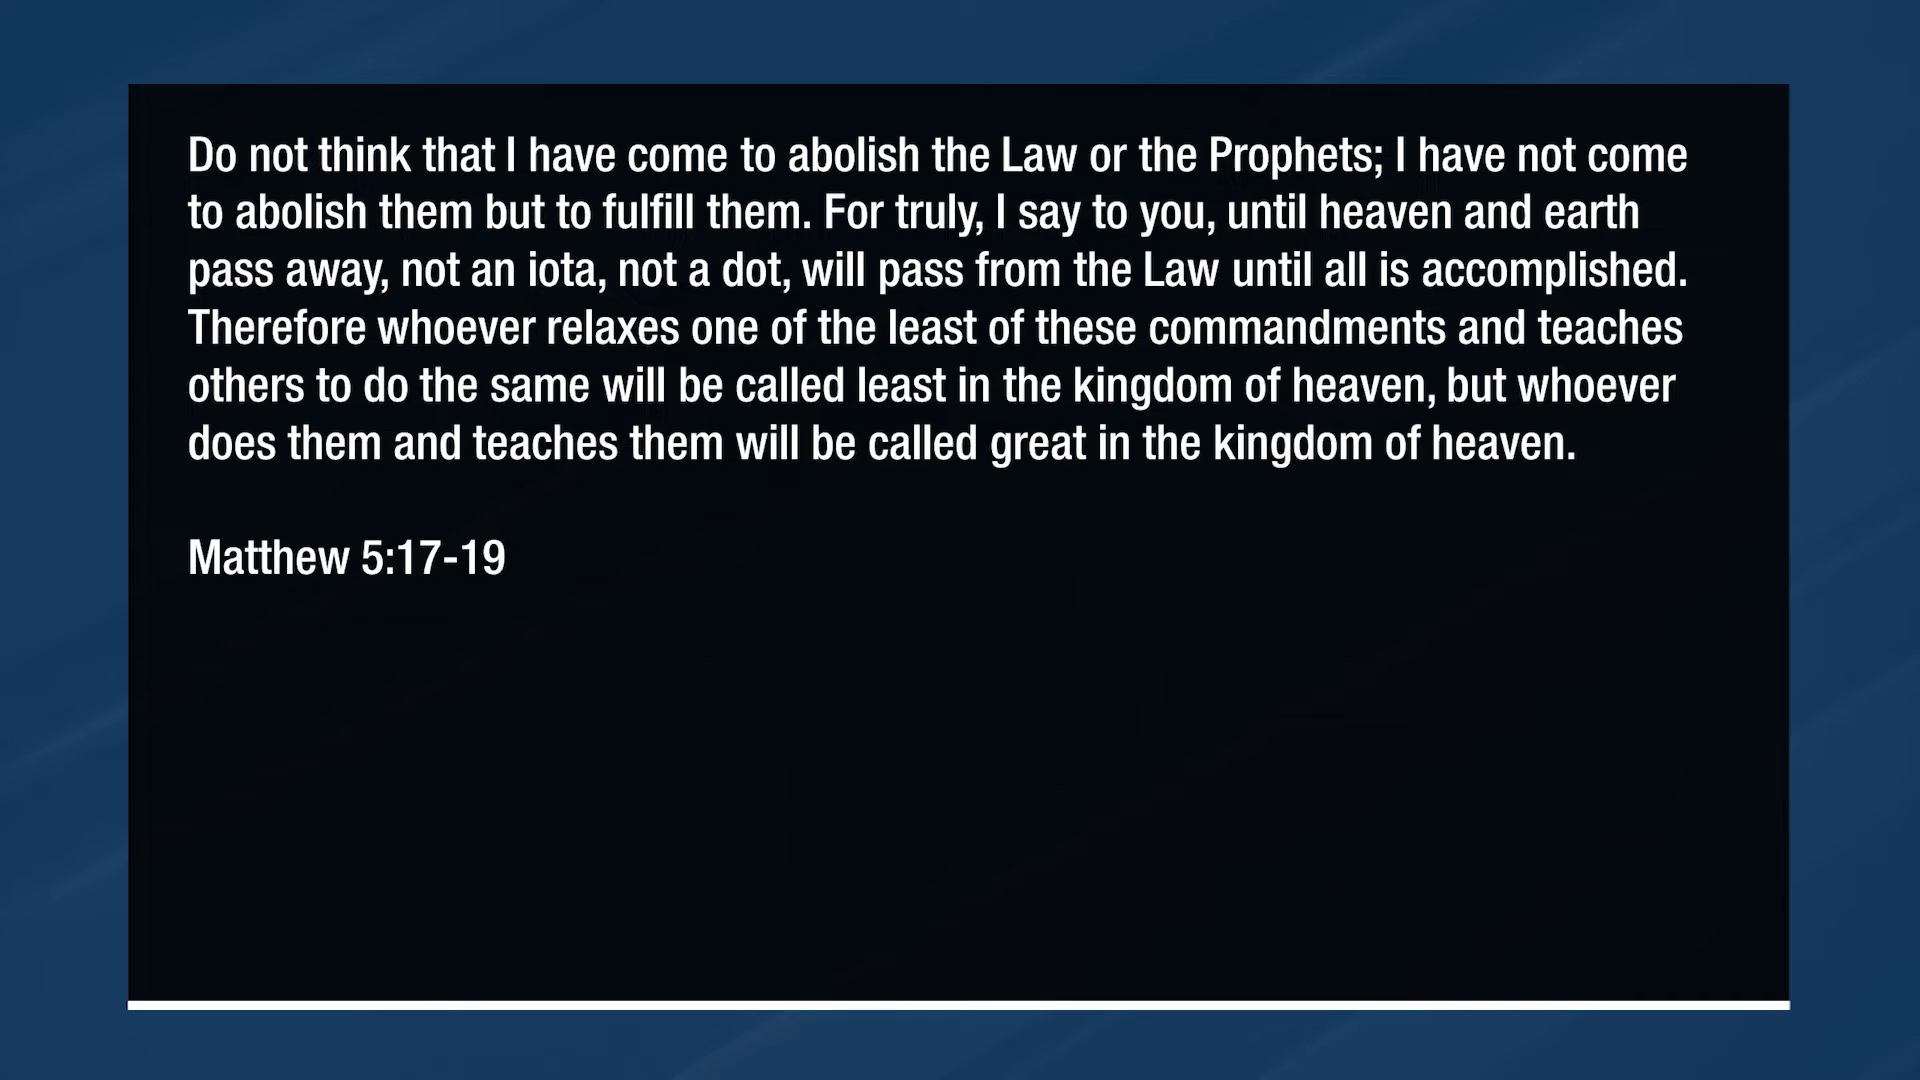 Do not think that I have come to abolish the Law or the Prophets; I have not come
to abolish them but to fulfill them. For truly, I say to you, until heaven and earth
pass away, not an iota, not a dot, will pass from the Law until all is accomplished.
Therefore whoever relaxes one of the least of these commandments and teaches
others to do the same will be called least in the kingdom of heaven, but whoever
does them and teaches them will be called great in the kingdom of heaven.
Matthew 5:17-19